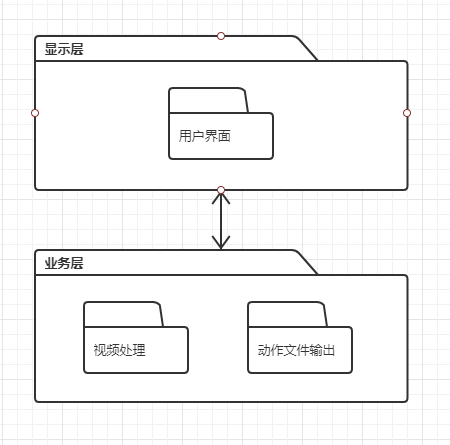 显示层
用户界面
业务层
视频处理
动作文件输出